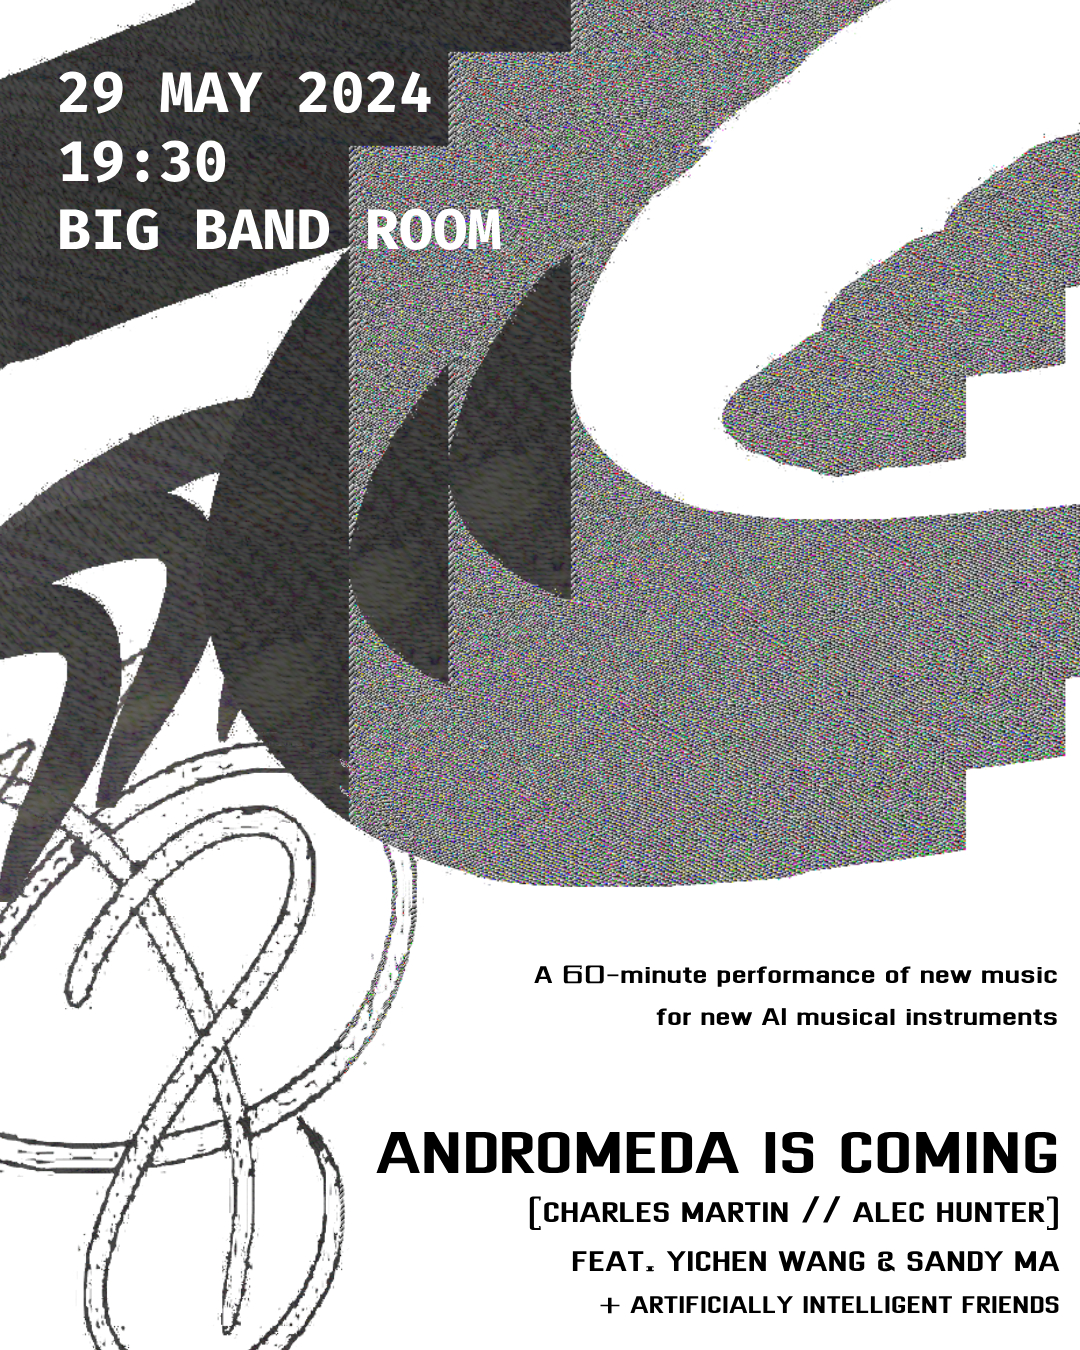 29 MAY 2024
19:30
BIG BAND ROOM
A 60-minute performance of new music
for new AI musical instruments
ANDROMEDA IS COMING
[CHARLES MARTIN // ALEC HUNTER]
FEAT. YICHEN WANG & SANDY MA
+ ARTIFICIALLY INTELLIGENT FRIENDS